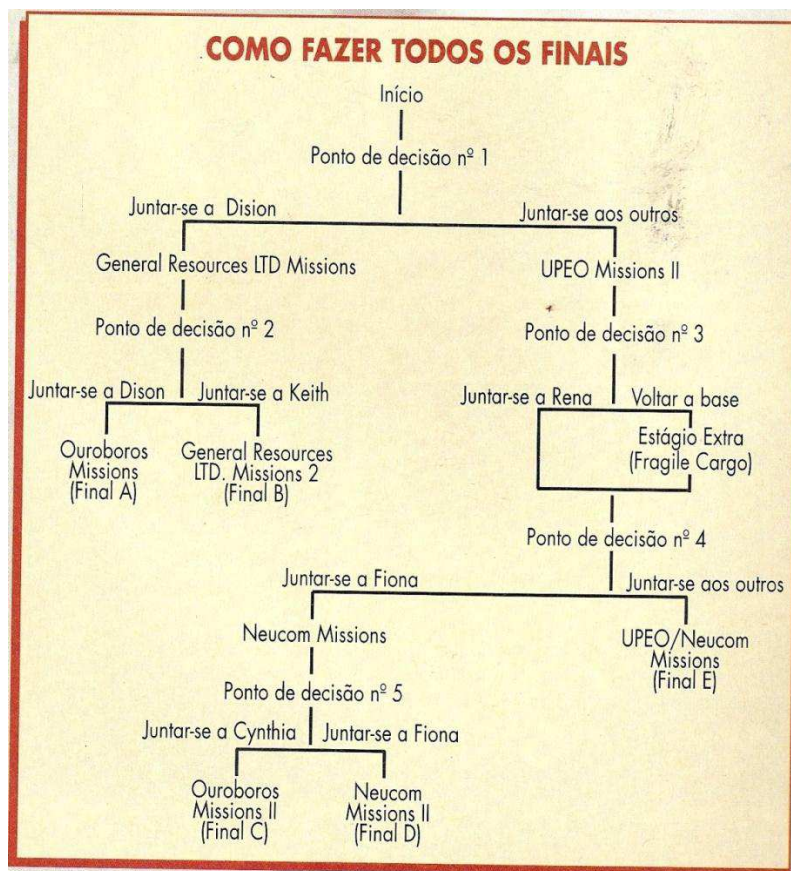 COMO FAZER TODOS OS FINAIS
Início
Ponto de decisão nº 1
Juntar-se a Dision
Juntar-se aos outros
General Resources LTD Missions
UPEO Missions II
Ponto de decisão nº 2
Ponto de decisão nº 3
Juntar-se a Dison
Juntar-se a Keith
Juntar-se a Rena
Voltar a base
Ouroboros
Missions
(Final A)
General Resources
LTD. Missions 2
(Final B)
Estágio Extra
(Fragile Cargo)
Ponto de decisão nº 4
Juntar-se a Fiona
Juntar-se aos outros
Neucom Missions
UPEO/Neucom
Missions
(Final E)
Ponto de decisão nº 5
Juntar-se a Cynthia
Juntar-se a Fiona
Ouroboros
Missions II
(Final C)
Neucom
Missions II
(Final D)